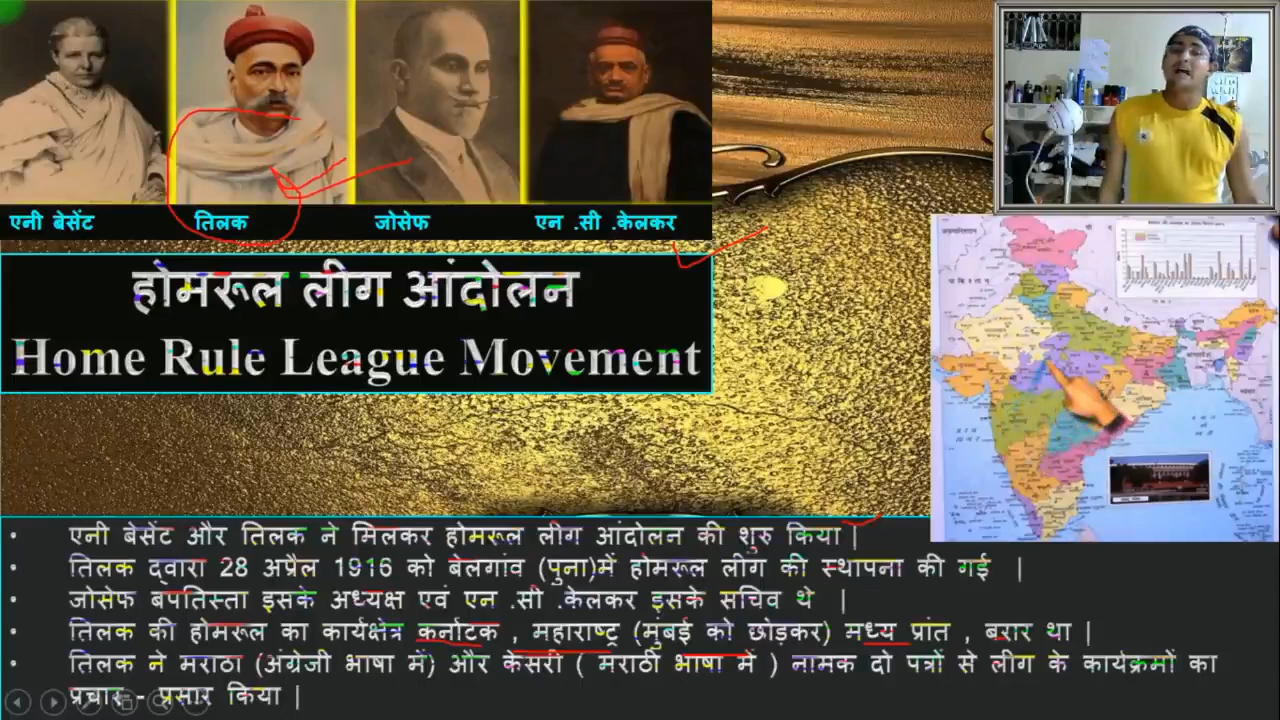 एनी बेसेंट
तिलक
जोसेफ
एन .सी .केलकर
होमरूल लीग आंदोलन
Home Rule League Movement
• एनी बेसेंट और तिलक ने मिलकर होमरूल लीग आंदोलन की शुरु किया |
• तिलक द्वारा 28 अप्रैल 1916 को बेलगांव (पुना)में होमरूल लीग की स्थापना की गई |
• जोसेफ बपतिस्ता इसके अध्यक्ष एवं एन .सी .केलकर इसके सचिव थे |
• तिलक की होमरूल का कार्यक्षेत्र कर्नाटक , महाराष्ट्र (मुंबई को छोड़कर) मध्य प्रांत , बरार था |
• तिलक ने मराठा (अंग्रेजी भाषा में) और केसरी ( मराठी भाषा में ) नामक दो पत्रों से लीग के कार्यक्रमों का
प्रचार - प्रसार किया |